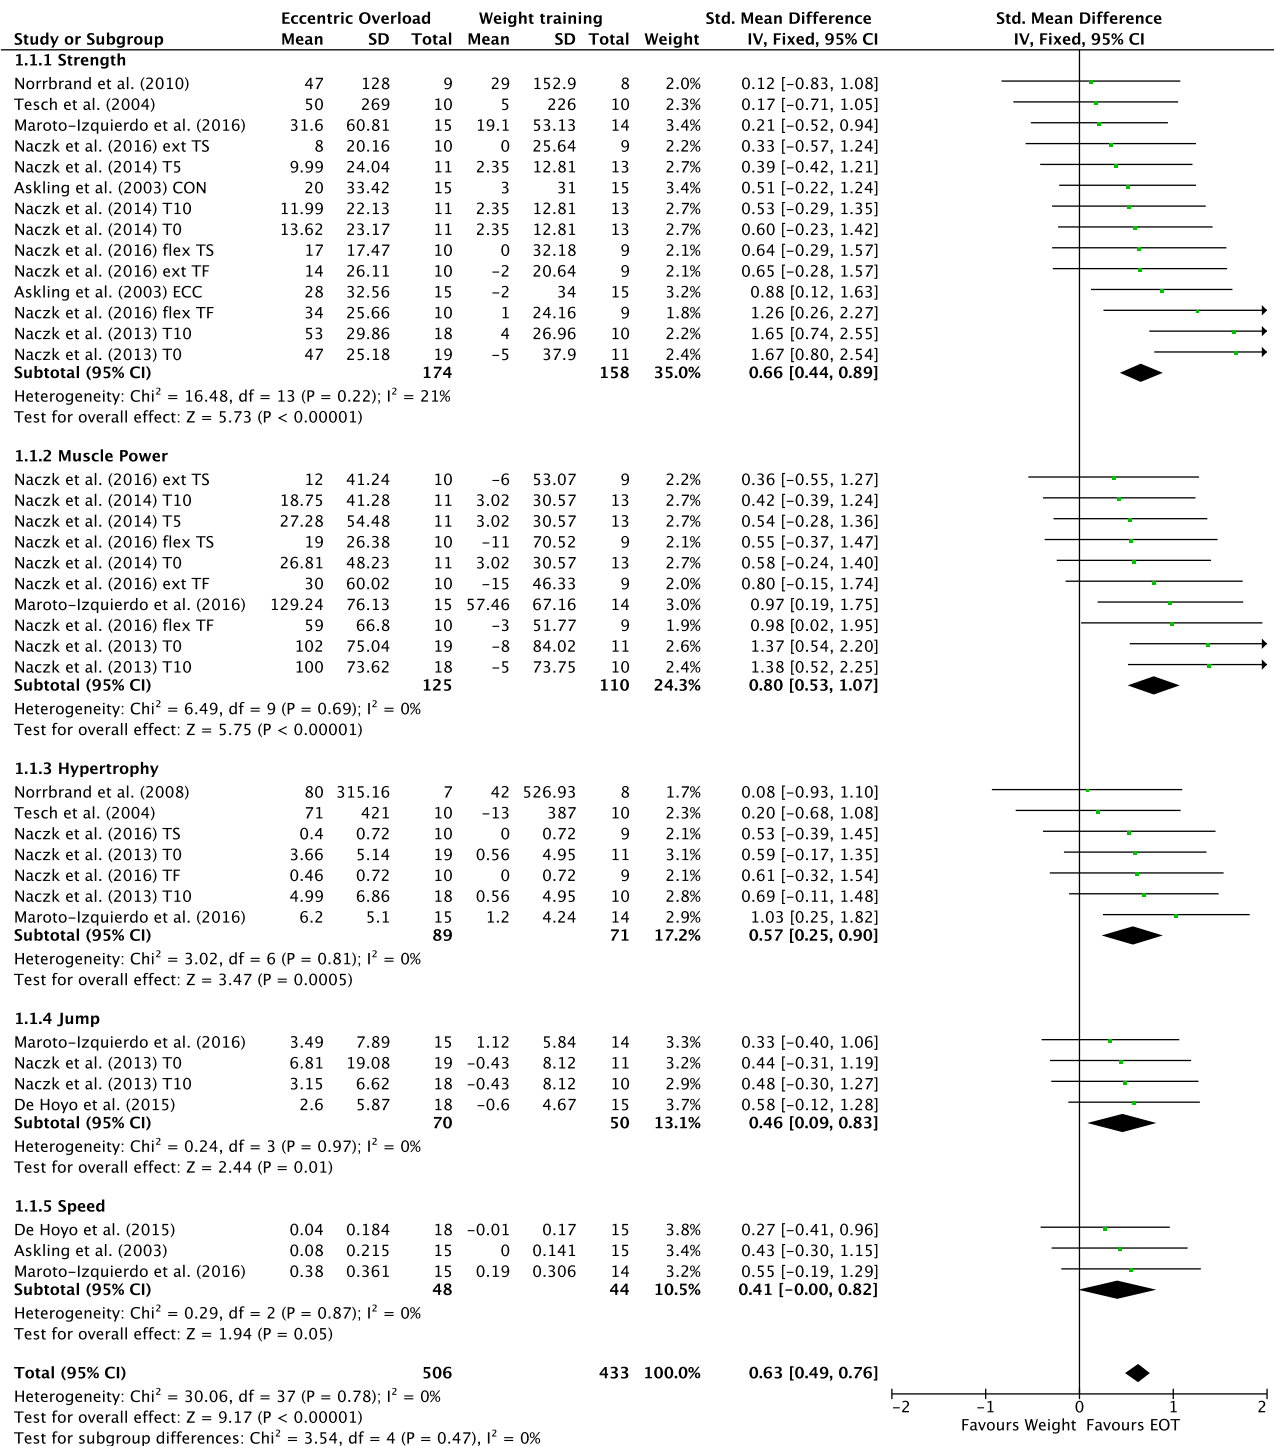 Eccentric Overload Weight training Std. Mean Difference Std. Mean Difference
Study or Subgroup Mean SD Total Mean SD Total Weight IV, Fixed, 95% CI IV, Fixed, 95% CI
1.1.1 Strength
Norrbrand et al. (2010) 47 128 9 29 152.9 8 2.0% 0.12 [−0.83, 1.08]
Tesch et al. (2004) 50 269 10 5 226 10 2.3% 0.17 [−0.71, 1.05]
Maroto−Izquierdo et al. (2016) 31.6 60.81 15 19.1 53.13 14 3.4% 0.21 [−0.52, 0.94]
Naczk et al. (2016) ext TS 8 20.16 10 0 25.64 9 2.2% 0.33 [−0.57, 1.24]
Naczk et al. (2014) T5 9.99 24.04 11 2.35 12.81 13 2.7% 0.39 [−0.42, 1.21]
Askling et al. (2003) CON 20 33.42 15 3 31 15 3.4% 0.51 [−0.22, 1.24]
Naczk et al. (2014) T10 11.99 22.13 11 2.35 12.81 13 2.7% 0.53 [−0.29, 1.35]
Naczk et al. (2014) T0 13.62 23.17 11 2.35 12.81 13 2.7% 0.60 [−0.23, 1.42]
Naczk et al. (2016) flex TS 17 17.47 10 0 32.18 9 2.1% 0.64 [−0.29, 1.57]
Naczk et al. (2016) ext TF 14 26.11 10 −2 20.64 9 2.1% 0.65 [−0.28, 1.57]
Askling et al. (2003) ECC 28 32.56 15 −2 34 15 3.2% 0.88 [0.12, 1.63]
Naczk et al. (2016) flex TF 34 25.66 10 1 24.16 9 1.8% 1.26 [0.26, 2.27]
Naczk et al. (2013) T10 53 29.86 18 4 26.96 10 2.2% 1.65 [0.74, 2.55]
Naczk et al. (2013) T0 47 25.18 19 −5 37.9 11 2.4% 1.67 [0.80, 2.54]
Subtotal (95% CI) 174 158 35.0% 0.66 [0.44, 0.89]
Heterogeneity: Chi² = 16.48, df = 13 (P = 0.22); I² = 21%
Test for overall effect: Z = 5.73 (P < 0.00001)
1.1.2 Muscle Power
Naczk et al. (2016) ext TS 12 41.24 10 −6 53.07 9 2.2% 0.36 [−0.55, 1.27]
Naczk et al. (2014) T10 18.75 41.28 11 3.02 30.57 13 2.7% 0.42 [−0.39, 1.24]
Naczk et al. (2014) T5 27.28 54.48 11 3.02 30.57 13 2.7% 0.54 [−0.28, 1.36]
Naczk et al. (2016) flex TS 19 26.38 10 −11 70.52 9 2.1% 0.55 [−0.37, 1.47]
Naczk et al. (2014) T0 26.81 48.23 11 3.02 30.57 13 2.7% 0.58 [−0.24, 1.40]
Naczk et al. (2016) ext TF 30 60.02 10 −15 46.33 9 2.0% 0.80 [−0.15, 1.74]
Maroto−Izquierdo et al. (2016) 129.24 76.13 15 57.46 67.16 14 3.0% 0.97 [0.19, 1.75]
Naczk et al. (2016) flex TF 59 66.8 10 −3 51.77 9 1.9% 0.98 [0.02, 1.95]
Naczk et al. (2013) T0 102 75.04 19 −8 84.02 11 2.6% 1.37 [0.54, 2.20]
Naczk et al. (2013) T10 100 73.62 18 −5 73.75 10 2.4% 1.38 [0.52, 2.25]
Subtotal (95% CI) 125 110 24.3% 0.80 [0.53, 1.07]
Heterogeneity: Chi² = 6.49, df = 9 (P = 0.69); I² = 0%
Test for overall effect: Z = 5.75 (P < 0.00001)
1.1.3 Hypertrophy
Norrbrand et al. (2008) 80 315.16 7 42 526.93 8 1.7% 0.08 [−0.93, 1.10]
Tesch et al. (2004) 71 421 10 −13 387 10 2.3% 0.20 [−0.68, 1.08]
Naczk et al. (2016) TS 0.4 0.72 10 0 0.72 9 2.1% 0.53 [−0.39, 1.45]
Naczk et al. (2013) T0 3.66 5.14 19 0.56 4.95 11 3.1% 0.59 [−0.17, 1.35]
Naczk et al. (2016) TF 0.46 0.72 10 0 0.72 9 2.1% 0.61 [−0.32, 1.54]
Naczk et al. (2013) T10 4.99 6.86 18 0.56 4.95 10 2.8% 0.69 [−0.11, 1.48]
Maroto−Izquierdo et al. (2016) 6.2 5.1 15 1.2 4.24 14 2.9% 1.03 [0.25, 1.82]
Subtotal (95% CI) 89 71 17.2% 0.57 [0.25, 0.90]
Heterogeneity: Chi² = 3.02, df = 6 (P = 0.81); I² = 0%
Test for overall effect: Z = 3.47 (P = 0.0005)
1.1.4 Jump
Maroto−Izquierdo et al. (2016) 3.49 7.89 15 1.12 5.84 14 3.3% 0.33 [−0.40, 1.06]
Naczk et al. (2013) T0 6.81 19.08 19 −0.43 8.12 11 3.2% 0.44 [−0.31, 1.19]
Naczk et al. (2013) T10 3.15 6.62 18 −0.43 8.12 10 2.9% 0.48 [−0.30, 1.27]
De Hoyo et al. (2015) 2.6 5.87 18 −0.6 4.67 15 3.7% 0.58 [−0.12, 1.28]
Subtotal (95% CI) 70 50 13.1% 0.46 [0.09, 0.83]
Heterogeneity: Chi² = 0.24, df = 3 (P = 0.97); I² = 0%
Test for overall effect: Z = 2.44 (P = 0.01)
1.1.5 Speed
De Hoyo et al. (2015) 0.04 0.184 18 −0.01 0.17 15 3.8% 0.27 [−0.41, 0.96]
Askling et al. (2003) 0.08 0.215 15 0 0.141 15 3.4% 0.43 [−0.30, 1.15]
Maroto−Izquierdo et al. (2016) 0.38 0.361 15 0.19 0.306 14 3.2% 0.55 [−0.19, 1.29]
Subtotal (95% CI) 48 44 10.5% 0.41 [−0.00, 0.82]
Heterogeneity: Chi² = 0.29, df = 2 (P = 0.87); I² = 0%
Test for overall effect: Z = 1.94 (P = 0.05)
Total (95% CI) 506 433 100.0% 0.63 [0.49, 0.76]
Heterogeneity: Chi² = 30.06, df = 37 (P = 0.78); I² = 0%
Test for overall effect: Z = 9.17 (P < 0.00001)
Test for subgroup differences: Chi² = 3.54, df = 4 (P = 0.47), I² = 0%
−2 −1 0 1 2
Favours Weight Favours EOT